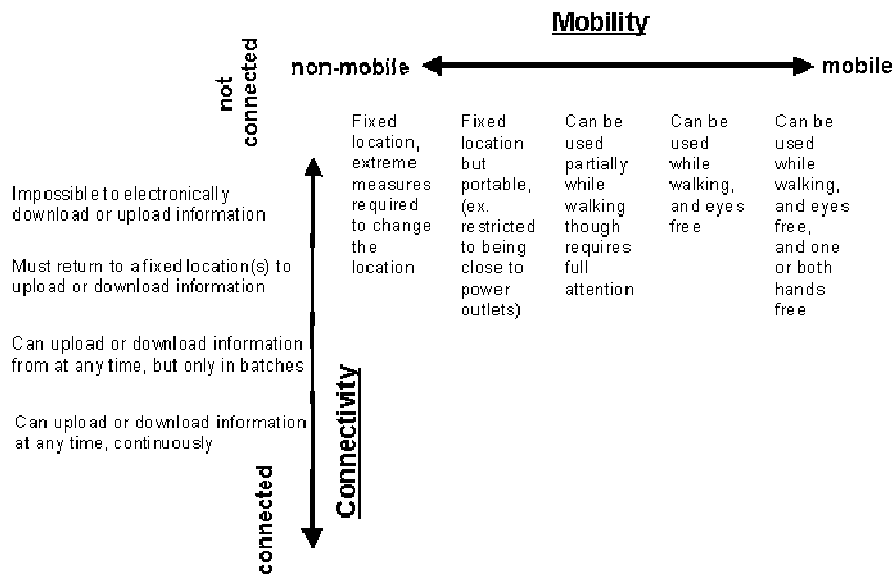 Mobility
non-mobile
mobile
not
connected
Fixed
location,
extreme
measures
required
to change
the
location
Fixed
location
but
portable,
(ex.
restricted
to being
close to
power
outlets)
Can be
used
partially
while
walking
though
requires
full
attention
Can be
used
while
walking,
and eyes
free
Can be
used
while
walking,
and eyes
free,
and one
or both
hands
free
Impossible to electronically
download or upload information
Must return to a fixed location(s) to
upload or download information
Can upload or download information
from at any time, but only in batches
Can upload or download information
at any time, continuously
Connectivity
connected